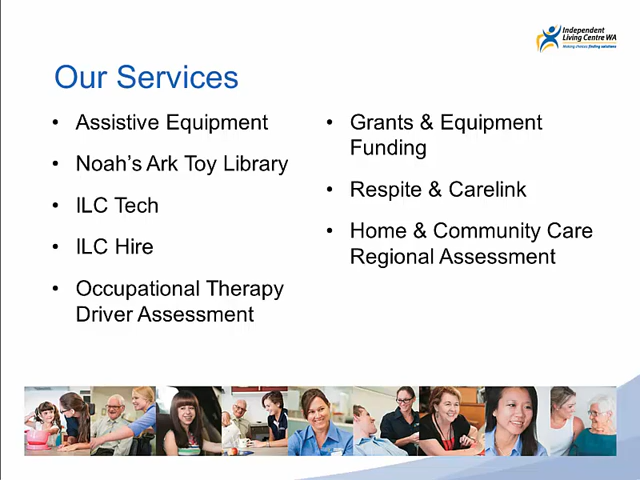 Independent
Living Centre WA
Making choices finding solutions
Our Services
• Assistive Equipment
• Noah's Ark Toy Library
• ILC Tech
• ILC Hire
• Occupational Therapy
Driver Assessment
• Grants & Equipment
Funding
• Respite & Carelink
• Home & Community Care
Regional Assessment